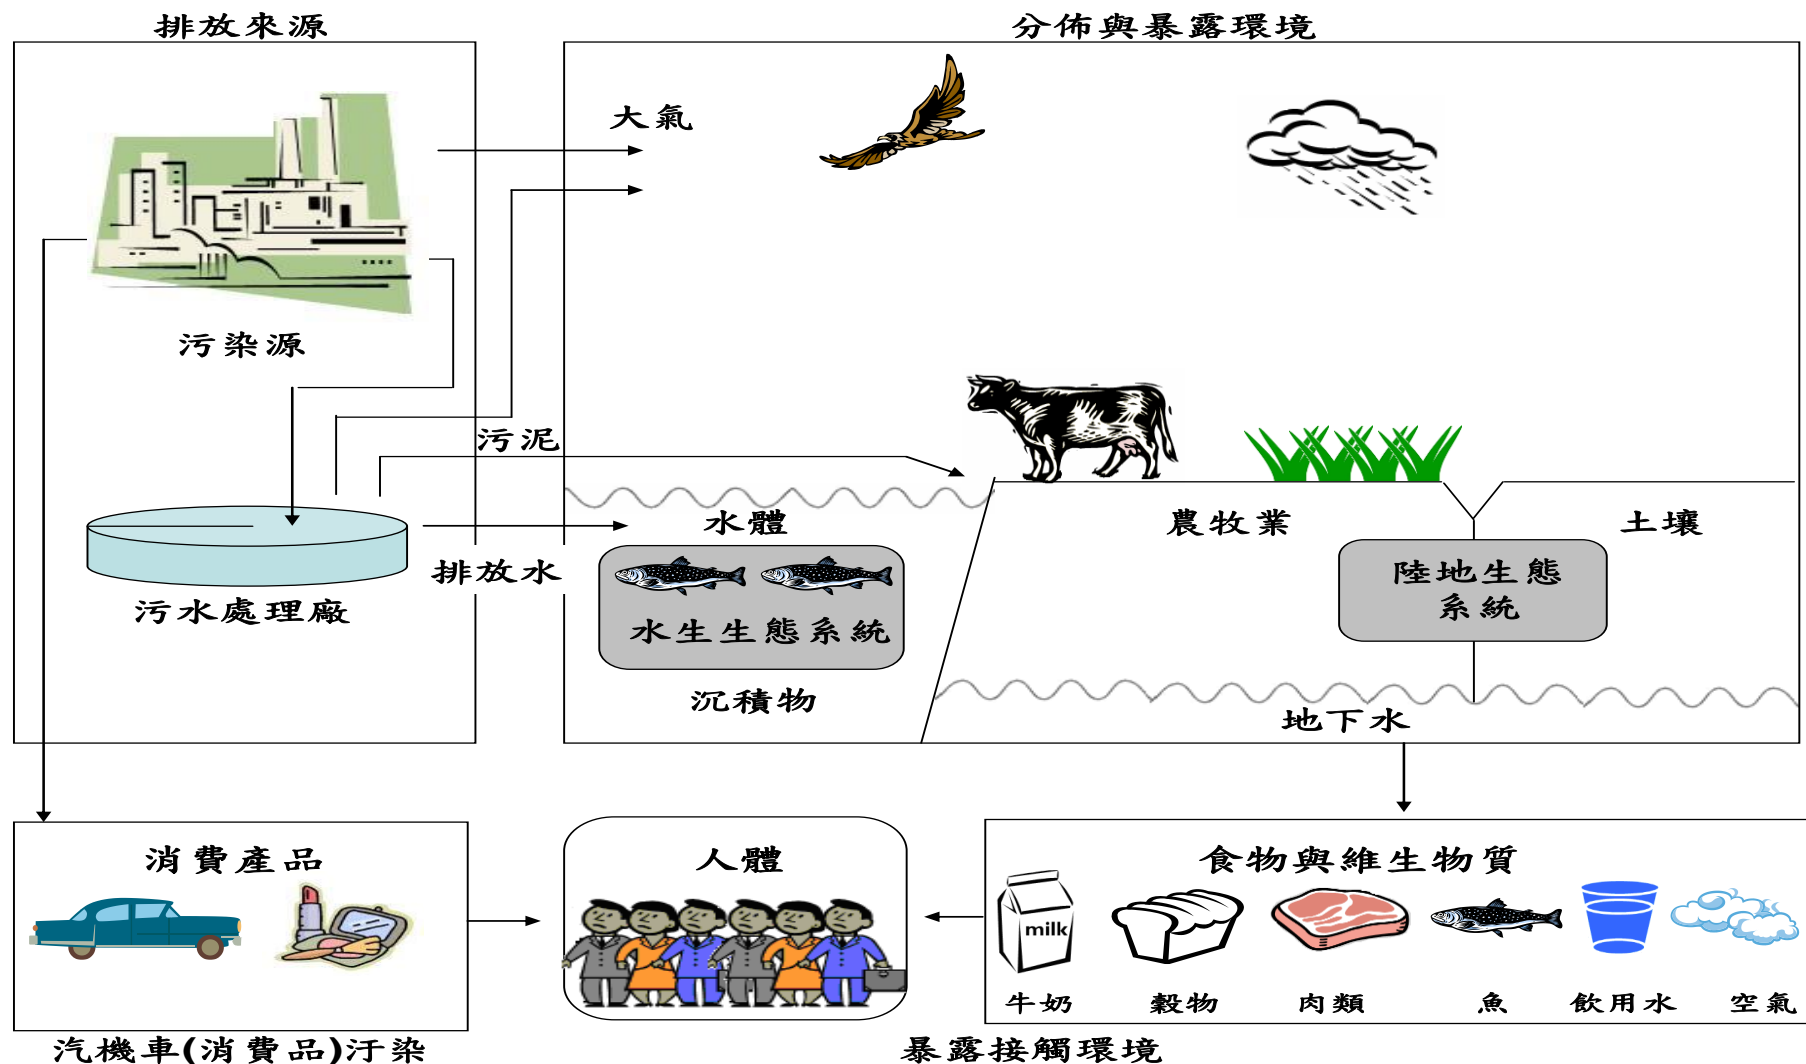 排放來源
分佈與暴露環境
大氣
污染源
污泥
水體
農牧業
土壤
排放水
污水處理廠
水生生態系統
陸地生態
系統
沉積物
地下水
消費產品
人體
食物與維生物質
milk
牛奶
穀物
肉類
魚
飲用水
空氣
汽機車(消費品)汙染
暴露接觸環境